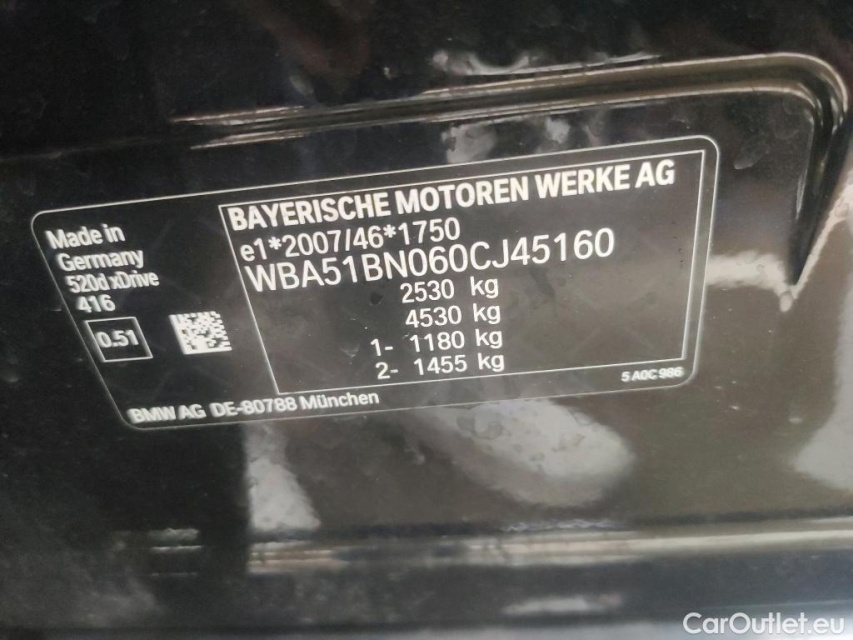 BAYERISCHE MOTOREN WERKE AG
e1*2007/46*1750
WBA51BN060CJ45160
2530 kg
4530 kg
1- 1180 kg
2- 1455 kg
Made in
Germany
520d xDrive
416
0.51
5 A0C 986
BMW AG DE-80788 München
CarOutlet.eu